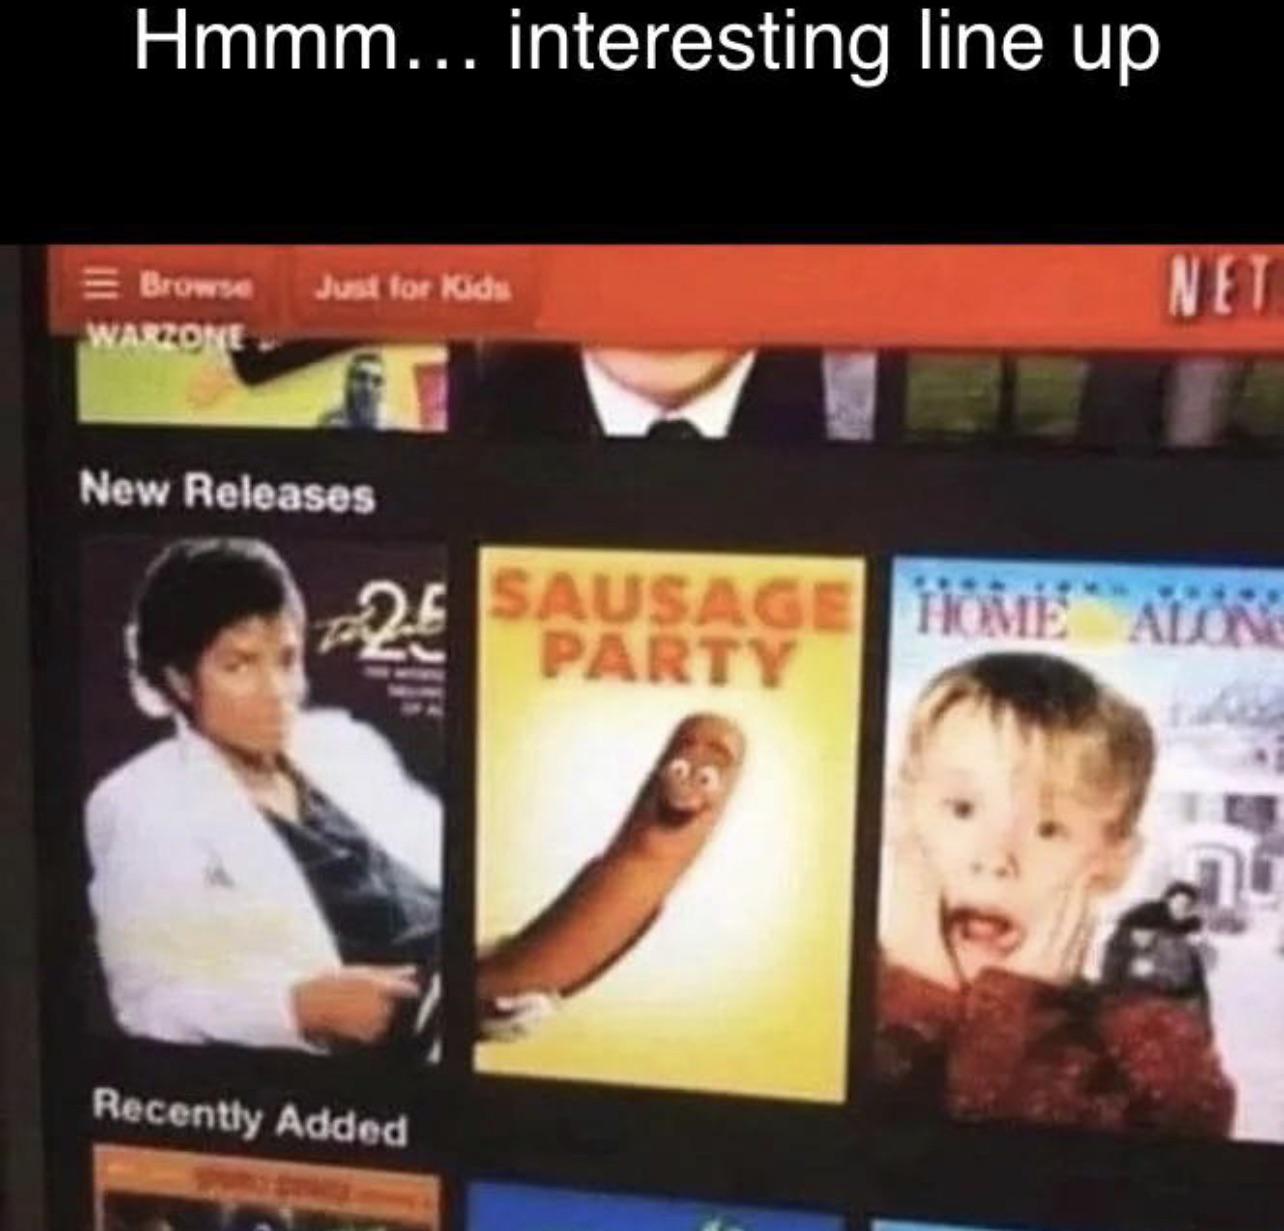 Hmmm... interesting line up
Browse
Just for Kids
NET
WARZONE
New Releases
25
SAUSAGE
PARTY
HOME ALON
Recently Added